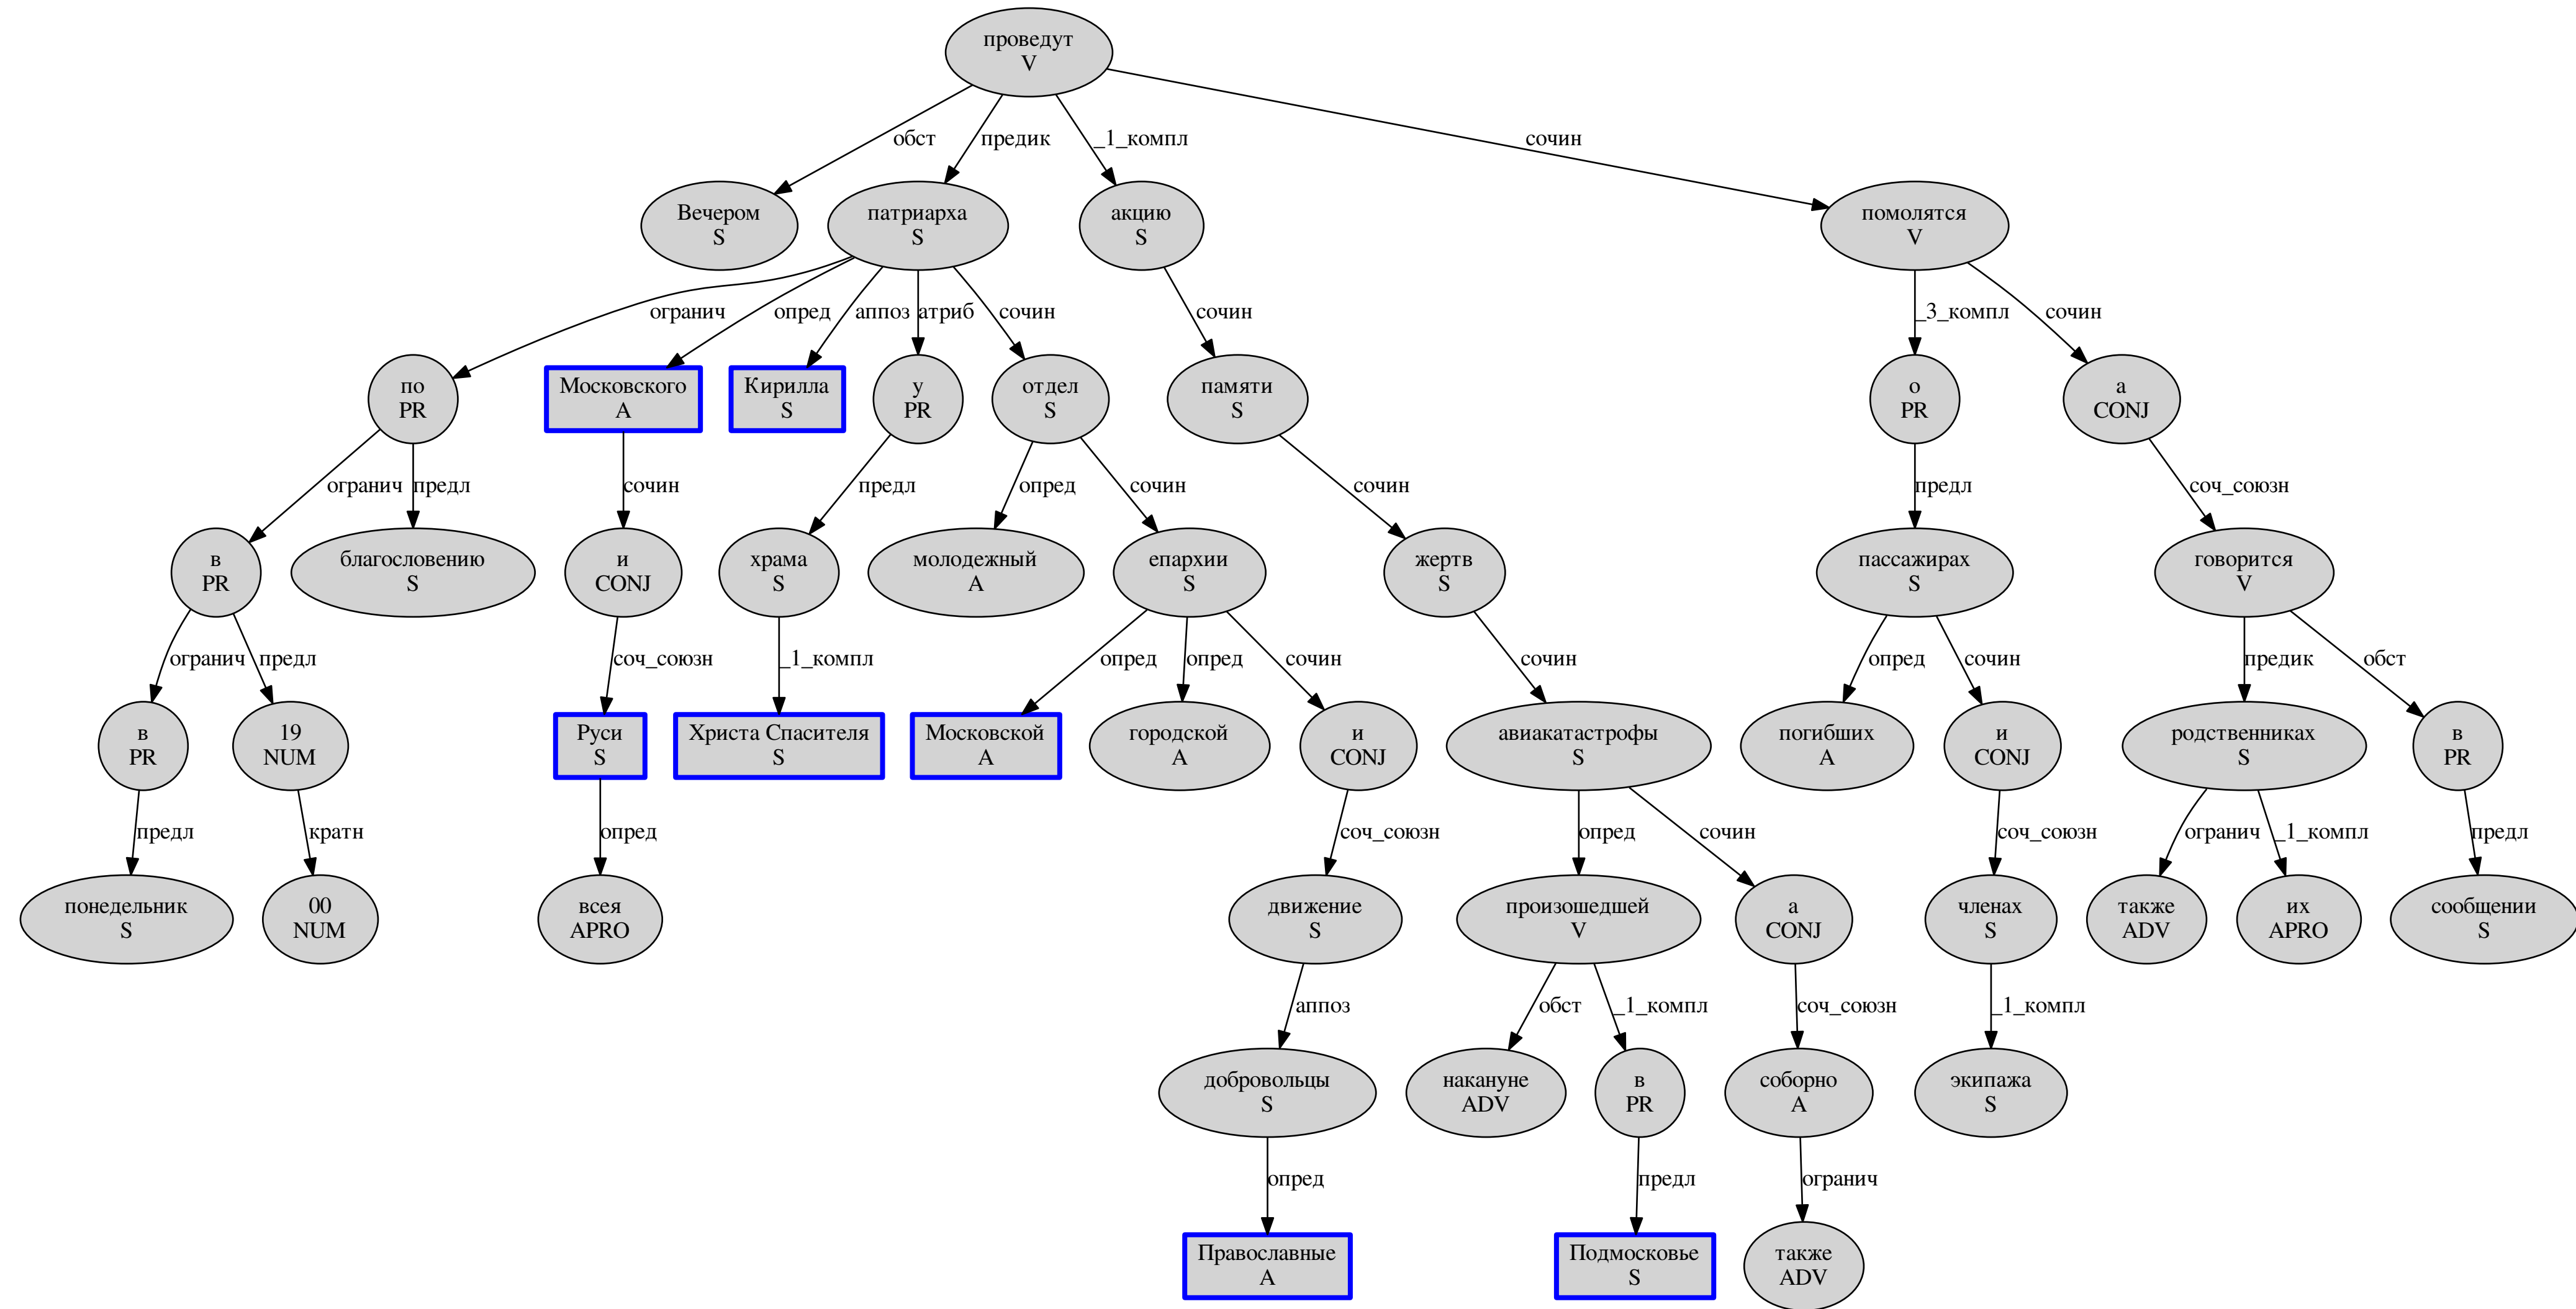 проведут
V
обст
предик
_1_компл
сочин
Вечером
S
патриарха
S
акцию
S
помолятся
V
огранич
опред
аппоз
атриб
сочин
сочин
_3_компл
сочин
по
PR
Московского
A
Кирилла
S
у
PR
отдел
S
памяти
S
о
PR
а
CONJ
огранич
предл
сочин
предл
опред
сочин
сочин
предл
соч_союзн
в
PR
благословению
S
и
CONJ
храма
S
молодежный
A
епархии
S
жертв
S
пассажирах
S
говорится
V
огранич
предл
соч_союзн
_1_компл
опред
опред
сочин
сочин
опред
сочин
предик
обст
в
PR
19
NUM
Руси
S
Христа Спасителя
S
Московской
A
городской
A
и
CONJ
авиакатастрофы
S
погибших
A
и
CONJ
родственниках
S
в
PR
предл
кратн
опред
соч_союзн
опред
сочин
соч_союзн
огранич
_1_компл
предл
понедельник
S
00
NUM
всея
APRO
движение
S
произошедшей
V
а
CONJ
членах
S
также
ADV
их
APRO
сообщении
S
аппоз
обст
_1_компл
соч_союзн
_1_компл
добровольцы
S
накануне
ADV
в
PR
соборно
A
экипажа
S
опред
предл
огранич
Православные
A
Подмосковье
S
также
ADV